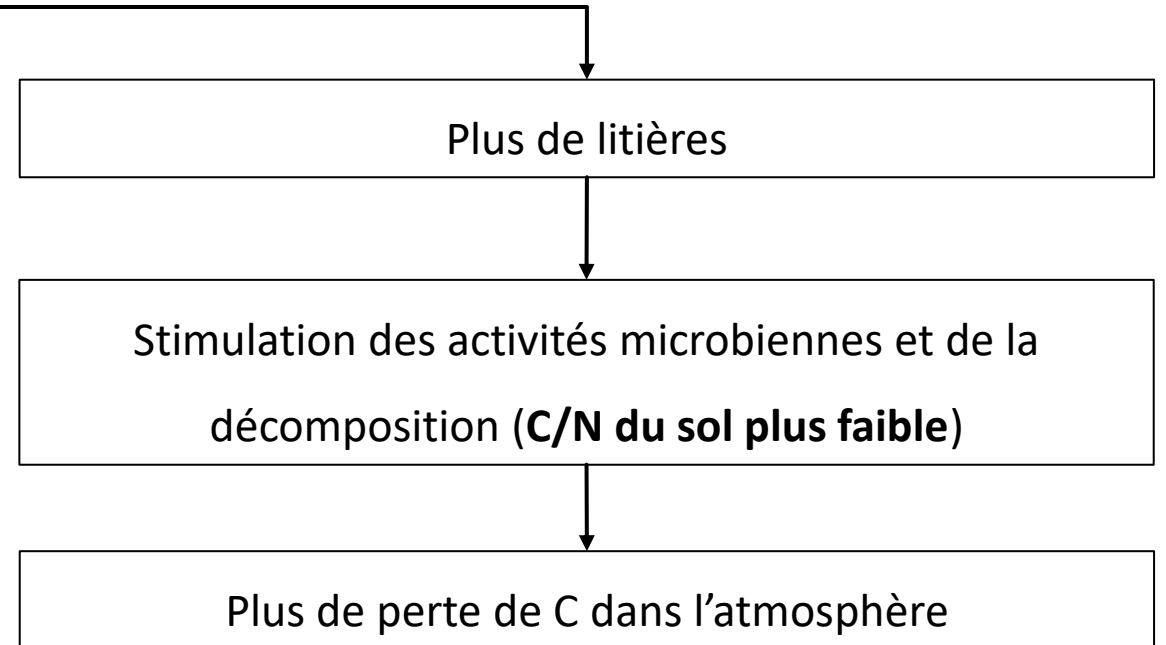 Plus de litières
Stimulation des activités microbiennes et de la
décomposition (C/N du sol plus faible)
Plus de perte de C dans l’atmosphère